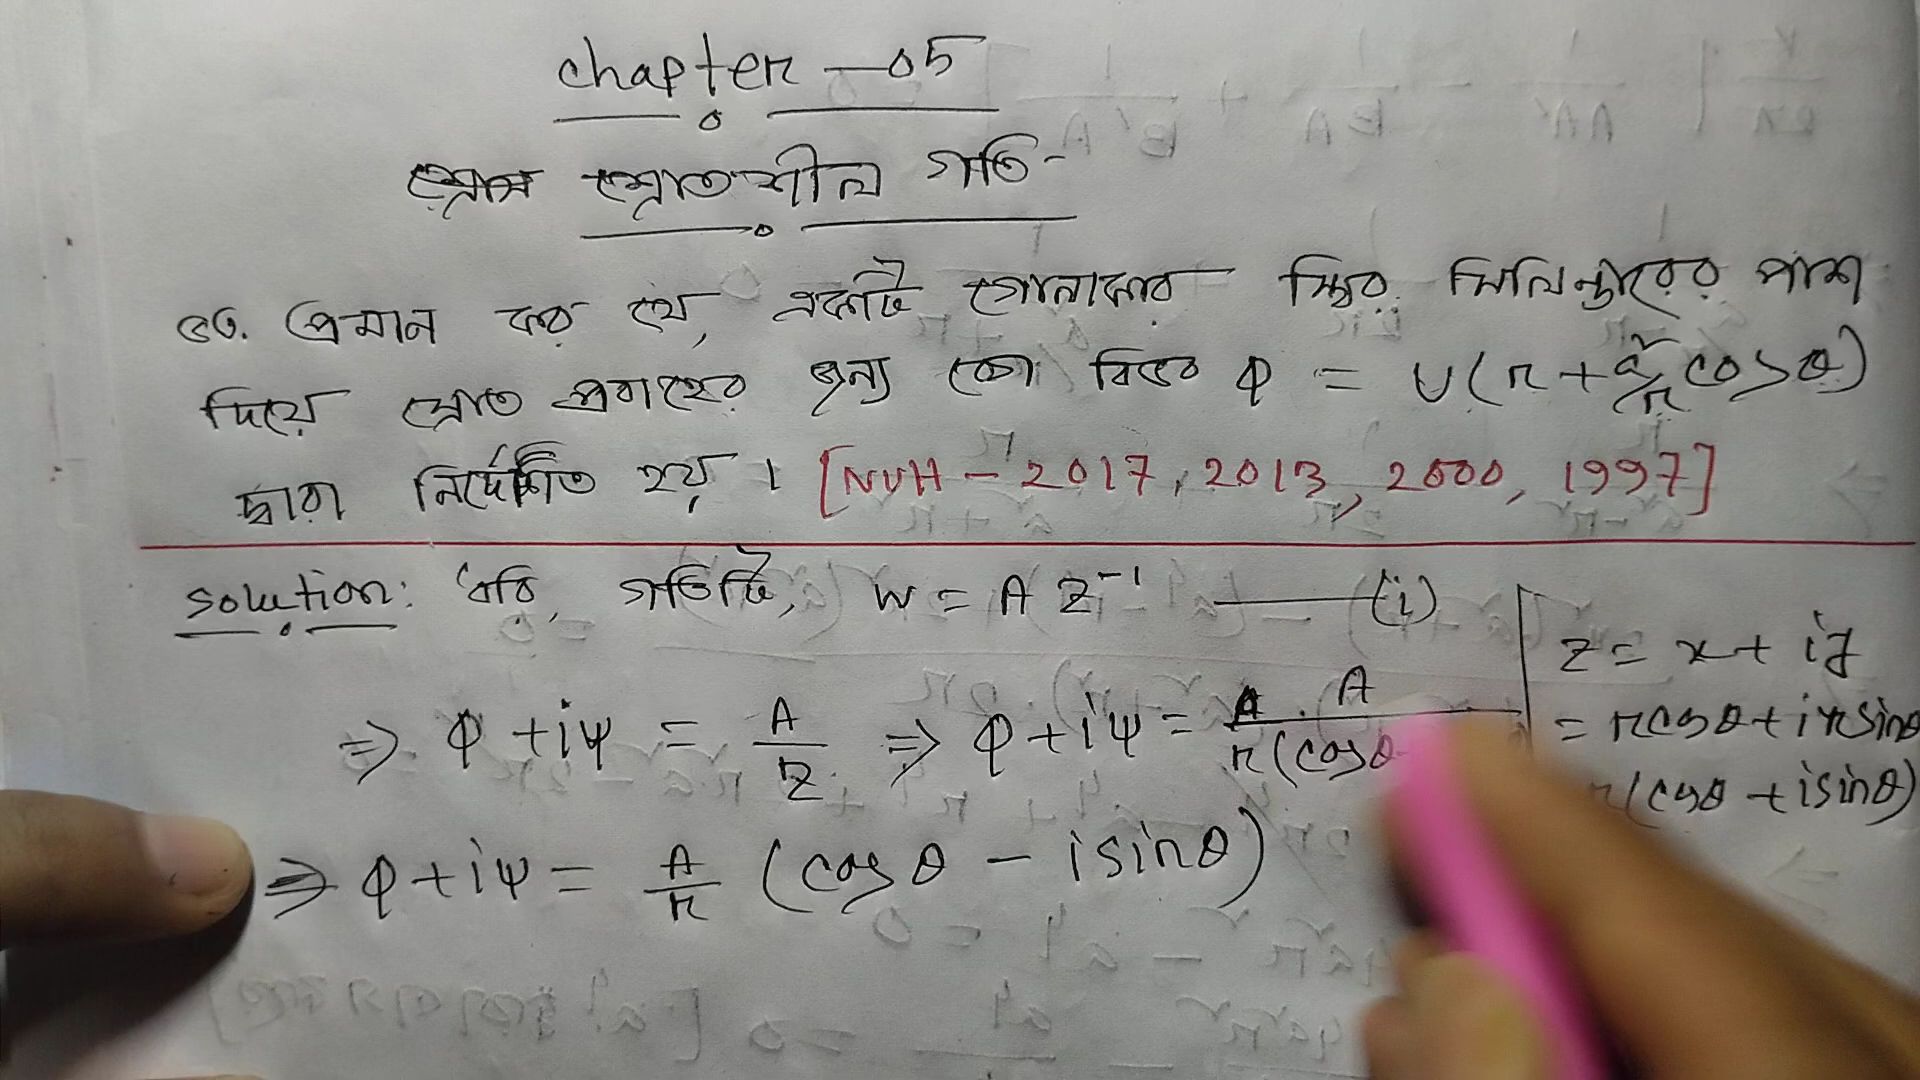 chapter – 05
স্রোতশীল গতি-
৩৩. প্রমান কর যে, একটি গোলাকার স্থির সিলিন্ডারের পাশ
দিয়ে স্রোত প্রবাহের জন্য বেগ বিভব φ = U(r + a²/r cosθ)
দ্বারা নির্দেশিত হয়। [NUH – 2017, 2013, 2000, 1997]
Solution: ধরি, গতিটি, w = A z⁻¹ —— (i)
⇒ φ + iψ = A/z ⇒ φ + iψ = A/r(cosθ
z = x + iy
= rcosθ + irsinθ
r(cosθ + isinθ)
⇒ φ + iψ = A/r (cosθ – isinθ)